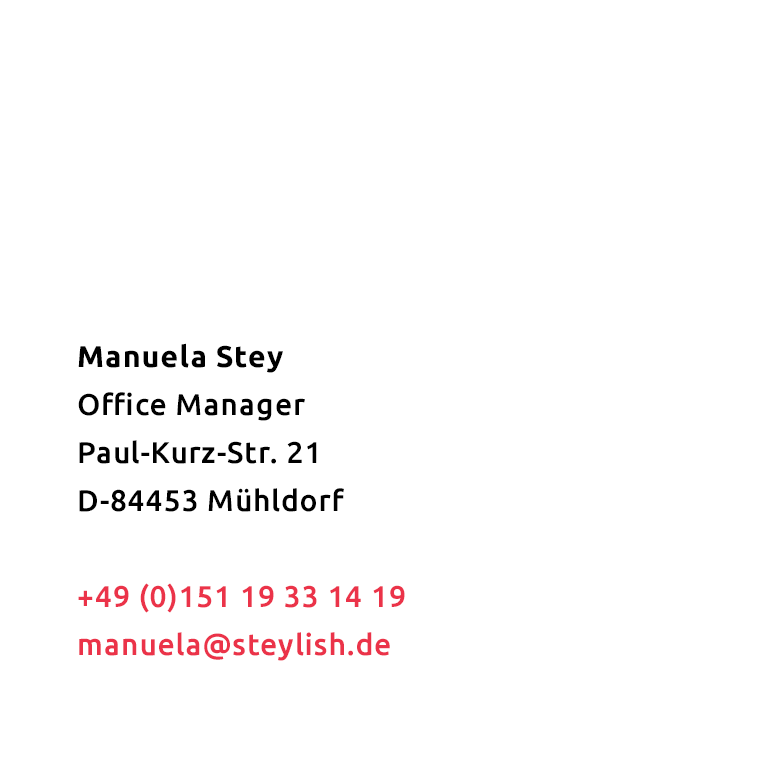 Manuela Stey
Office Manager
Paul-Kurz-Str. 21
D-84453 Mühldorf
+49 (0)151 19 33 14 19
manuela@steylish.de